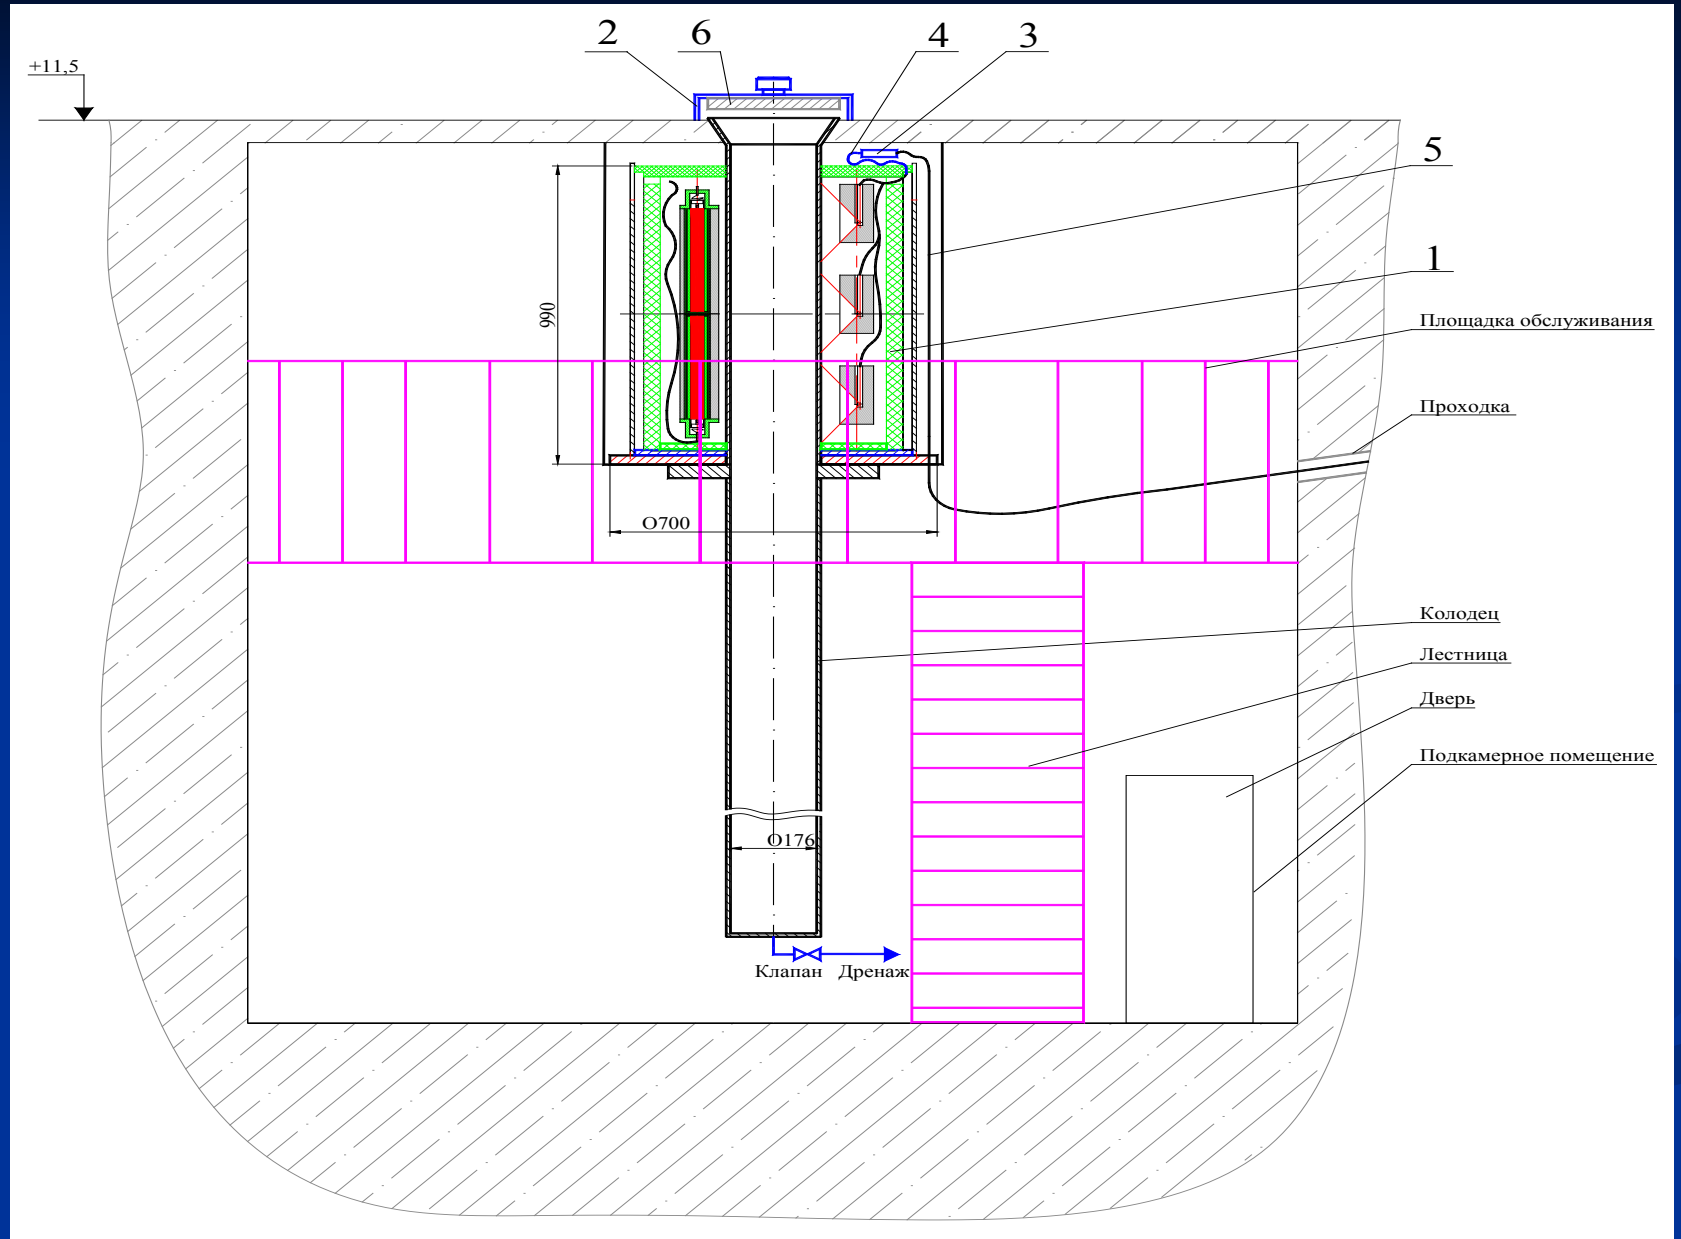 2
6
4
3
+11,5
5
1
990
Площадка обслуживания
Проходка
O700
Колодец
Лестница
Дверь
Подкамерное помещение
O176
Клапан Дренаж